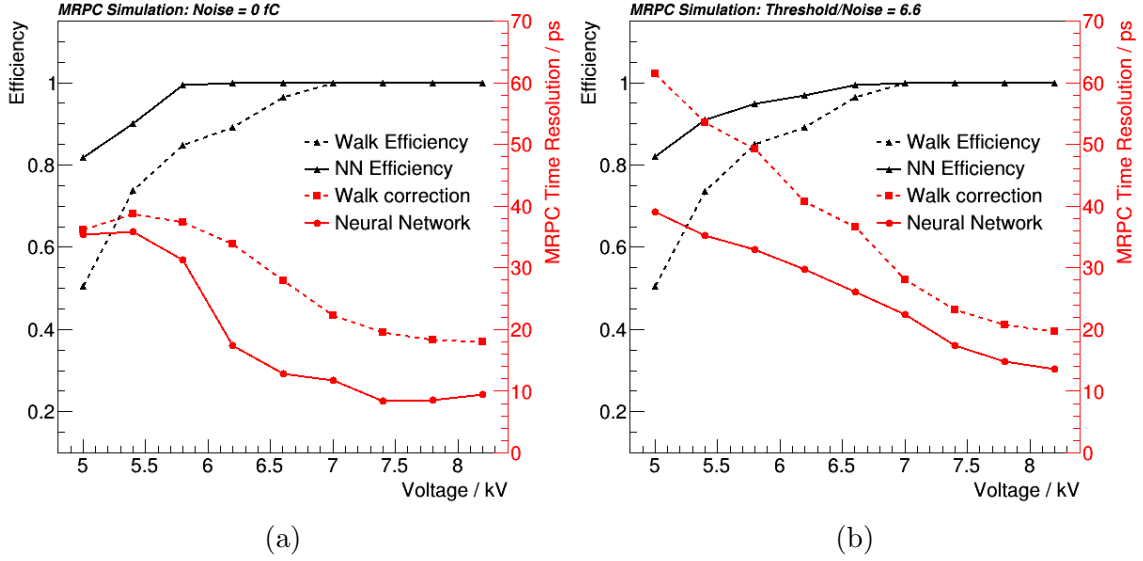 MRPC Simulation: Noise = 0 fC
Efficiency
1
0.8
0.6
0.4
0.2
70
60
50
40
30
20
10
0
MRPC Time Resolution / ps
Walk Efficiency
NN Efficiency
Walk correction
Neural Network
5 5.5 6 6.5 7 7.5 8
Voltage / kV
(a)
MRPC Simulation: Threshold/Noise = 6.6
Efficiency
1
0.8
0.6
0.4
0.2
70
60
50
40
30
20
10
0
MRPC Time Resolution / ps
Walk Efficiency
NN Efficiency
Walk correction
Neural Network
5 5.5 6 6.5 7 7.5 8
Voltage / kV
(b)